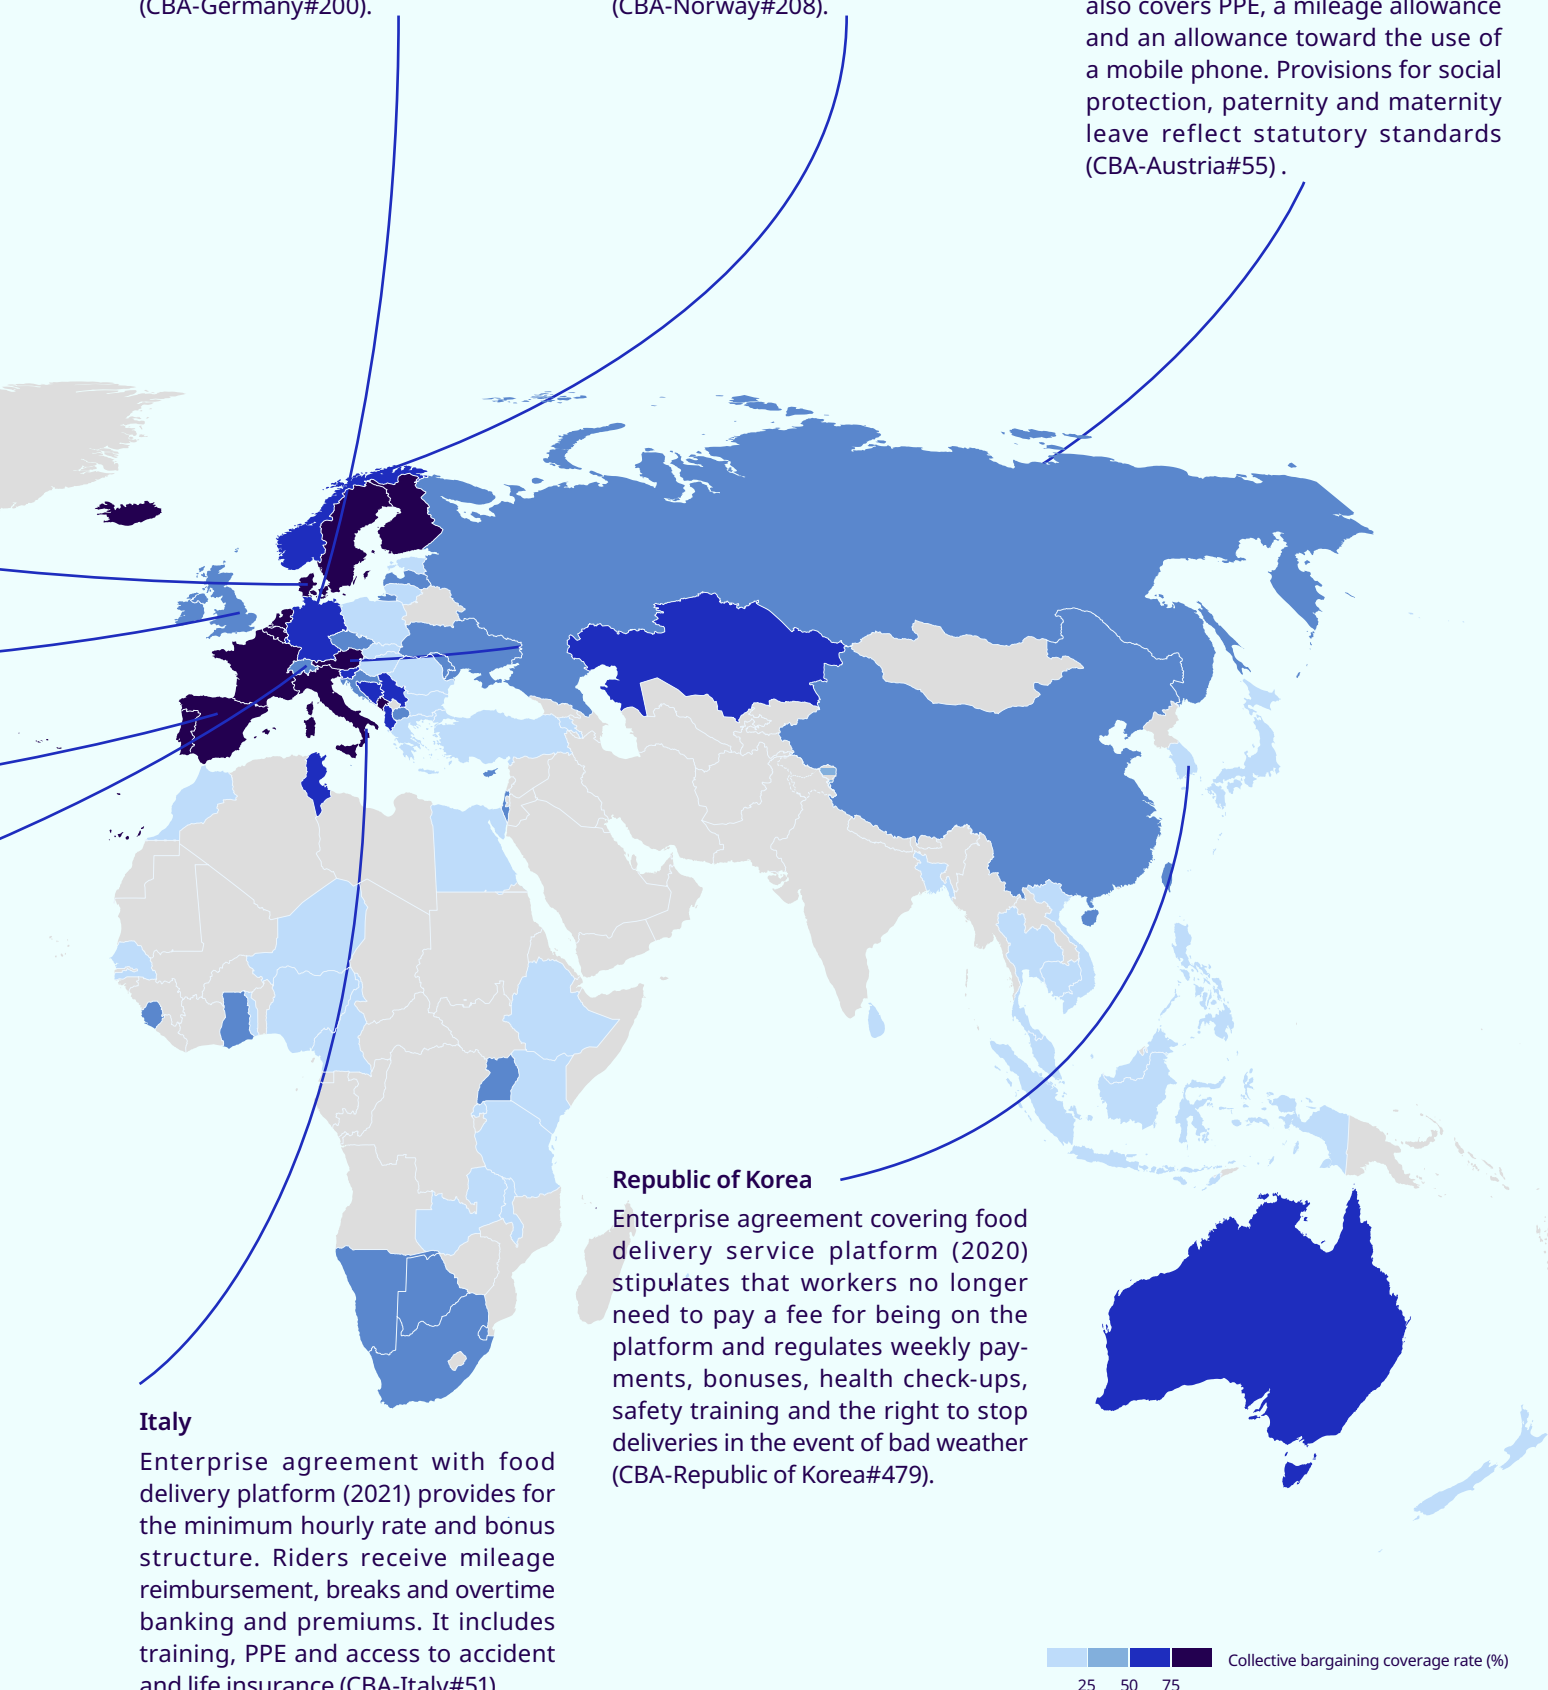 (CBA-Germany#200).
(CBA-Norway#208).
also covers PPE, a mileage allowance
and an allowance toward the use of
a mobile phone. Provisions for social
protection, paternity and maternity
leave reflect statutory standards
(CBA-Austria#55) .
Republic of Korea
Enterprise agreement covering food
delivery service platform (2020)
stipulates that workers no longer
need to pay a fee for being on the
platform and regulates weekly pay-
ments, bonuses, health check-ups,
safety training and the right to stop
deliveries in the event of bad weather
(CBA-Republic of Korea#479).
Italy
Enterprise agreement with food
delivery platform (2021) provides for
the minimum hourly rate and bonus
structure. Riders receive mileage
reimbursement, breaks and overtime
banking and premiums. It includes
training, PPE and access to accident
and life insurance (CBA-Italy#51)
Collective bargaining coverage rate (%)
25 50 75